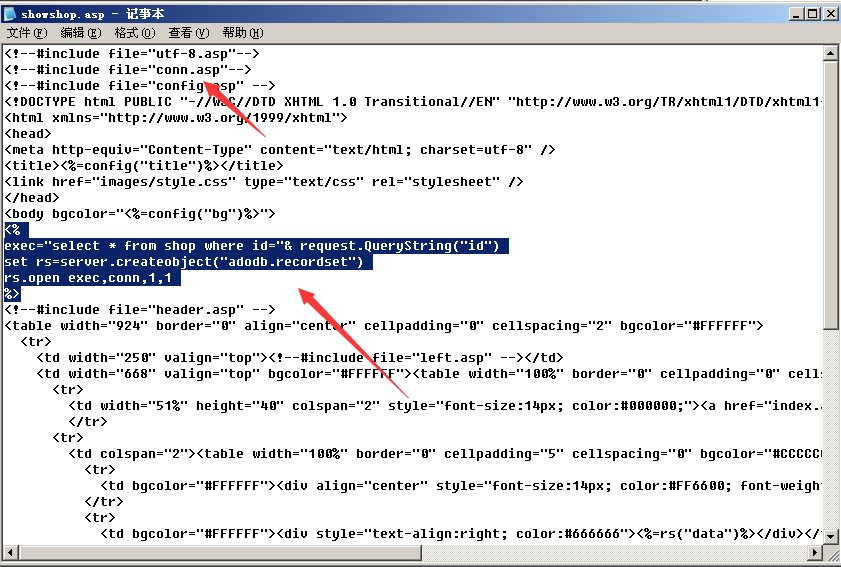 showshop.asp - 记事本
文件(F) 编辑(E) 格式(O) 查看(V) 帮助(H)
<!--#include file="utf-8.asp"-->
<!--#include file="conn.asp"-->
<!--#include file="config.asp" -->
<!DOCTYPE html PUBLIC "-//W3C//DTD XHTML 1.0 Transitional//EN" "http://www.w3.org/TR/xhtml1/DTD/xhtml1-
<html xmlns="http://www.w3.org/1999/xhtml">
<head>
<meta http-equiv="Content-Type" content="text/html; charset=utf-8" />
<title><%=config("title")%></title>
<link href="images/style.css" type="text/css" rel="stylesheet" />
</head>
<body bgcolor="<%=config("bg")%>">
<%
exec="select * from shop where id="& request.QueryString("id")
set rs=server.createobject("adodb.recordset")
rs.open exec,conn,1,1
%>
<!--#include file="header.asp" -->
<table width="924" border="0" align="center" cellpadding="0" cellspacing="2" bgcolor="#FFFFFF">
<tr>
<td width="250" valign="top"><!--#include file="left.asp" --></td>
<td width="668" valign="top" bgcolor="#FFFFFF"><table width="100%" border="0" cellpadding="0" cells
<tr>
<td width="51%" height="40" colspan="2" style="font-size:14px; color:#000000;"><a href="index.
</tr>
<tr>
<td colspan="2"><table width="100%" border="0" cellpadding="5" cellspacing="0" bgcolor="#CCCCC
<tr>
<td bgcolor="#FFFFFF"><div align="center" style="font-size:14px; color:#FF6600; font-weigh
</tr>
<tr>
<td bgcolor="#FFFFFF"><div style="text-align:right; color:#666666"><%=rs("data")%></div></